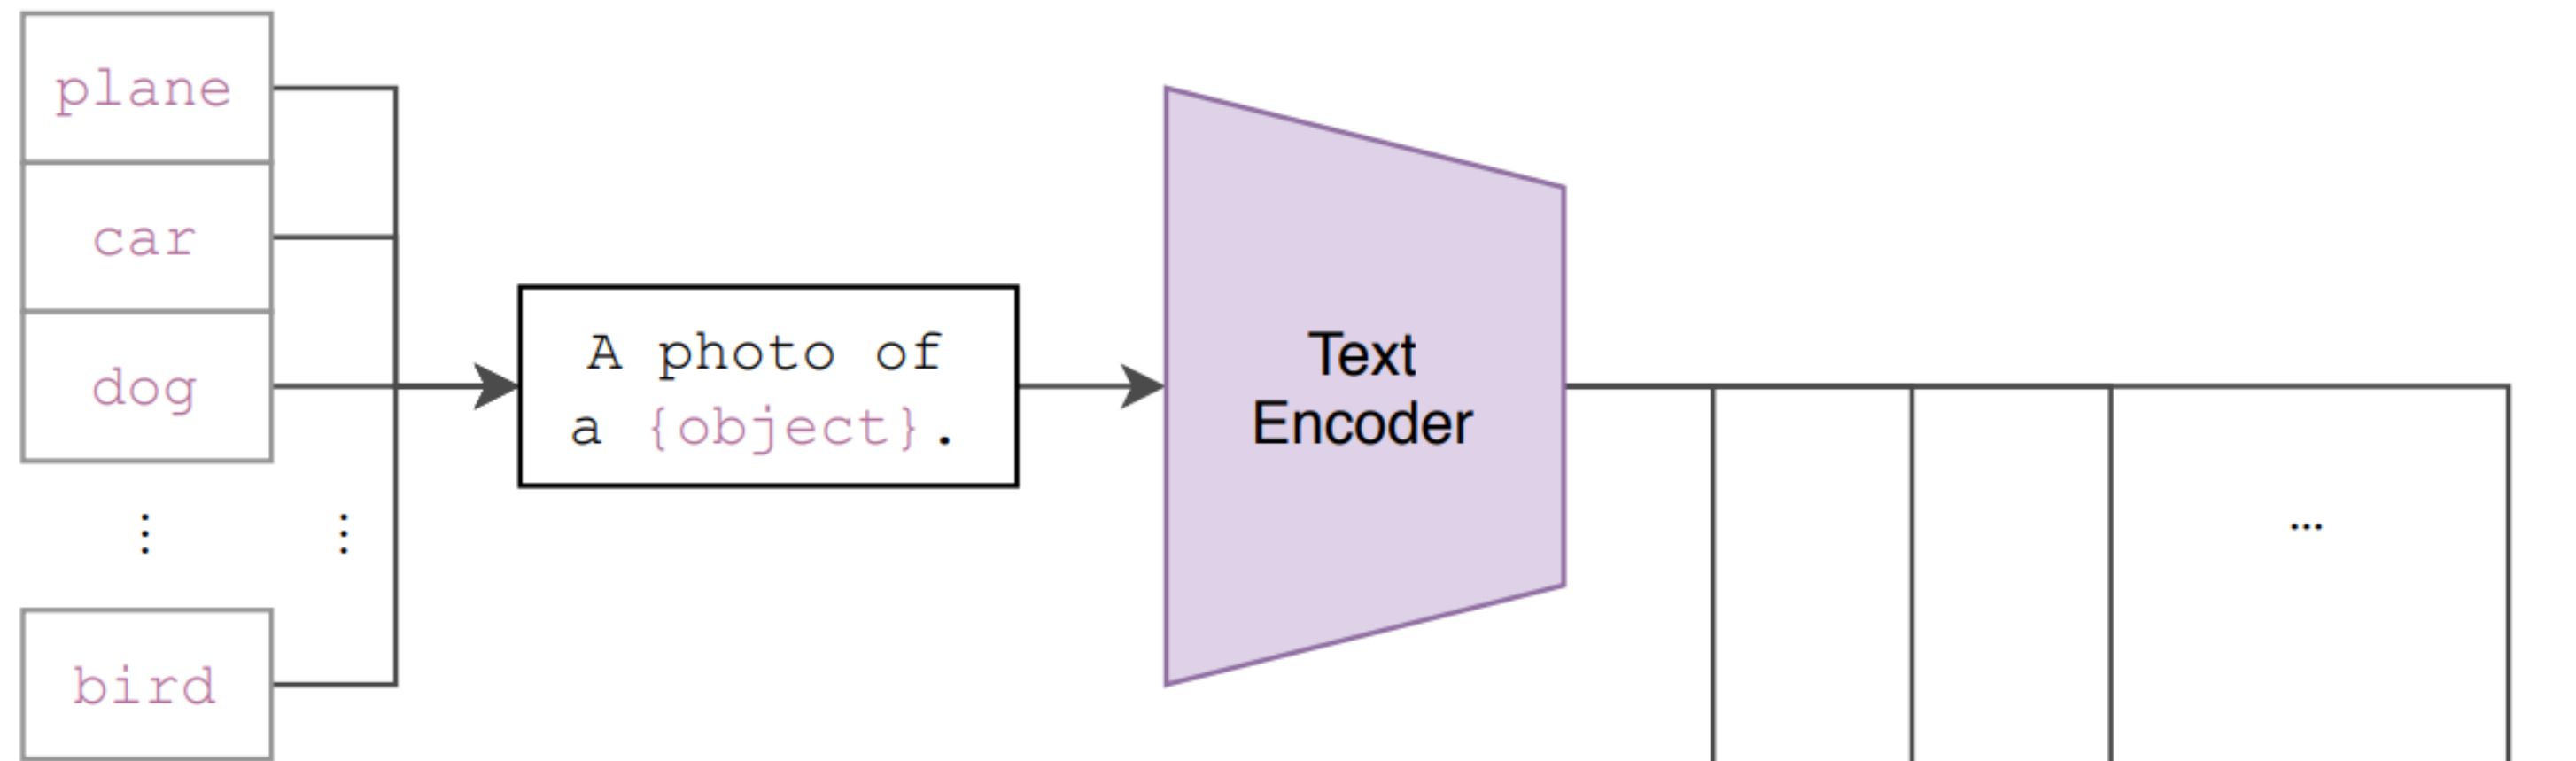 plane
car
dog
⋮ ⋮
bird
A photo of
a {object}.
Text
Encoder
...